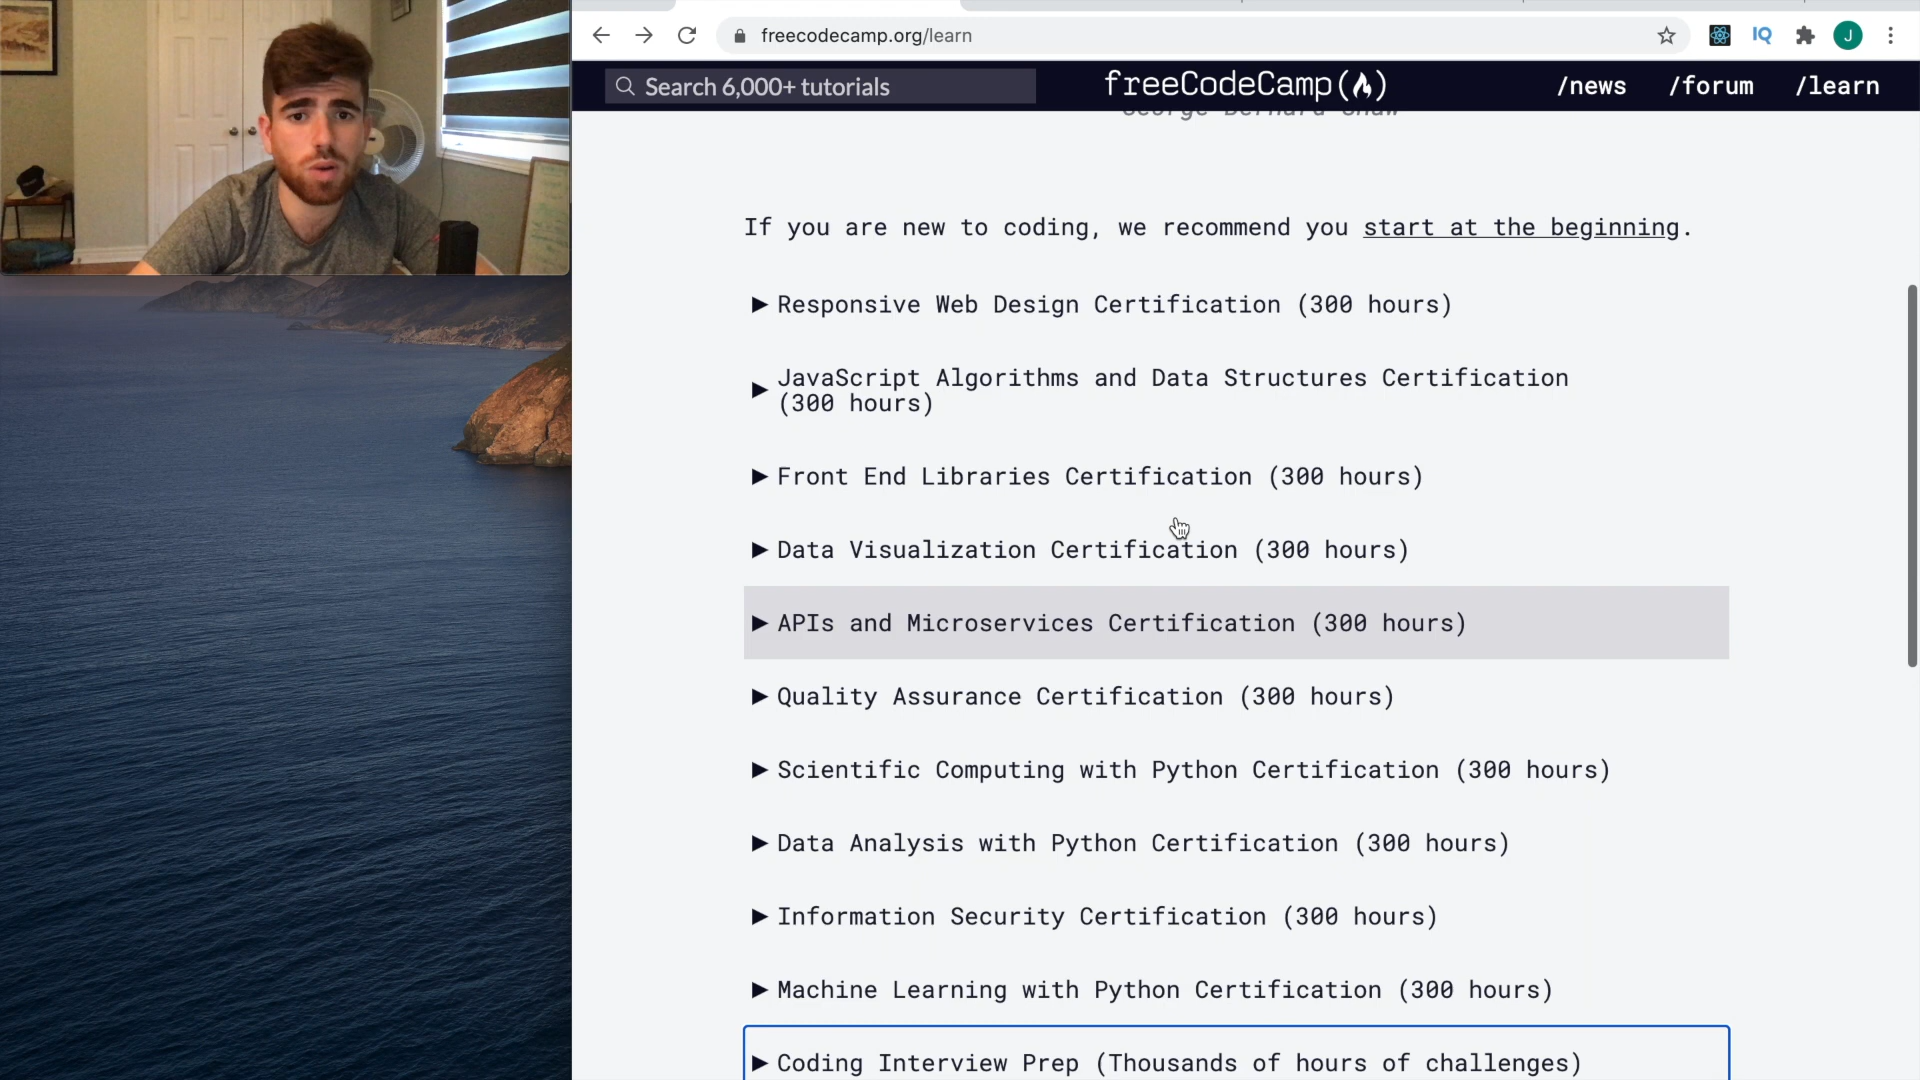 freecodecamp.org/learn
IQ
J
Search 6,000+ tutorials
freeCodeCamp
/news
/forum
/learn
George Bernard Shaw
If you are new to coding, we recommend you start at the beginning.
Responsive Web Design Certification (300 hours)
JavaScript Algorithms and Data Structures Certification
(300 hours)
Front End Libraries Certification (300 hours)
Data Visualization Certification (300 hours)
APIs and Microservices Certification (300 hours)
Quality Assurance Certification (300 hours)
Scientific Computing with Python Certification (300 hours)
Data Analysis with Python Certification (300 hours)
Information Security Certification (300 hours)
Machine Learning with Python Certification (300 hours)
Coding Interview Prep (Thousands of hours of challenges)